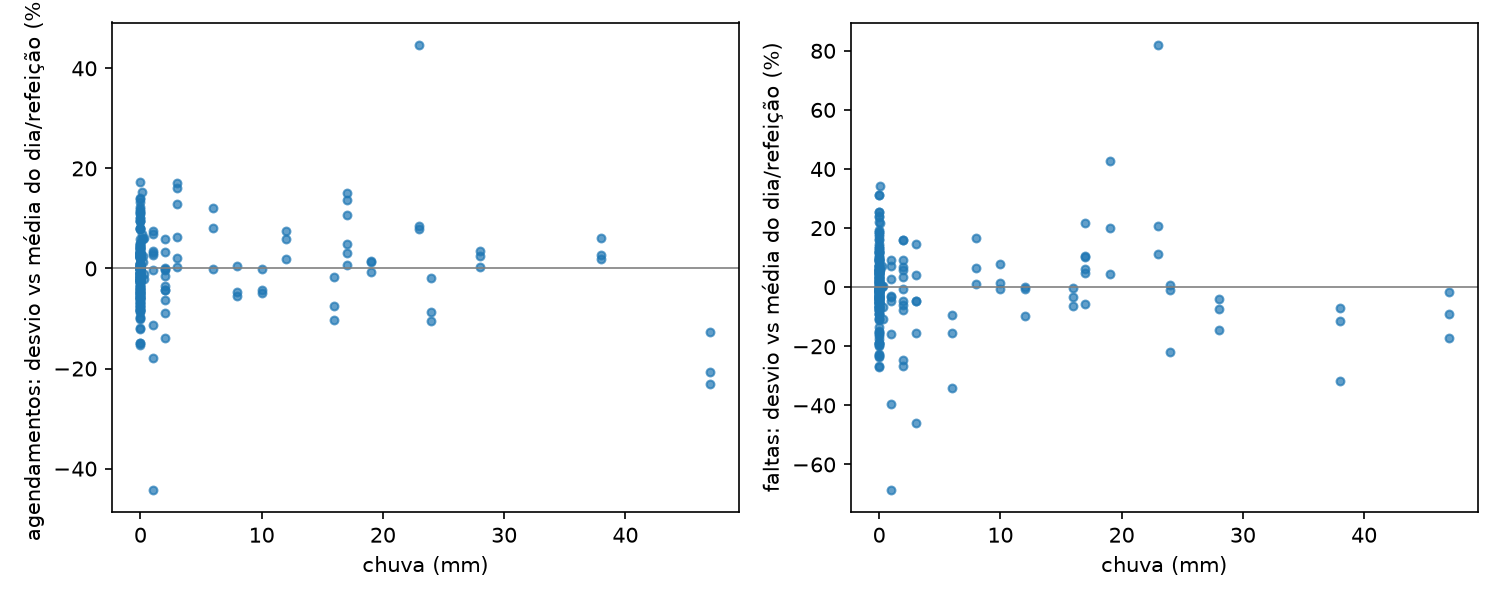 agendamentos: desvio vs média do dia/refeição (%
40
20
0
−20
−40
0 10 20 30 40
chuva (mm)
faltas: desvio vs média do dia/refeição (%)
80
60
40
20
0
−20
−40
−60
0 10 20 30 40
chuva (mm)